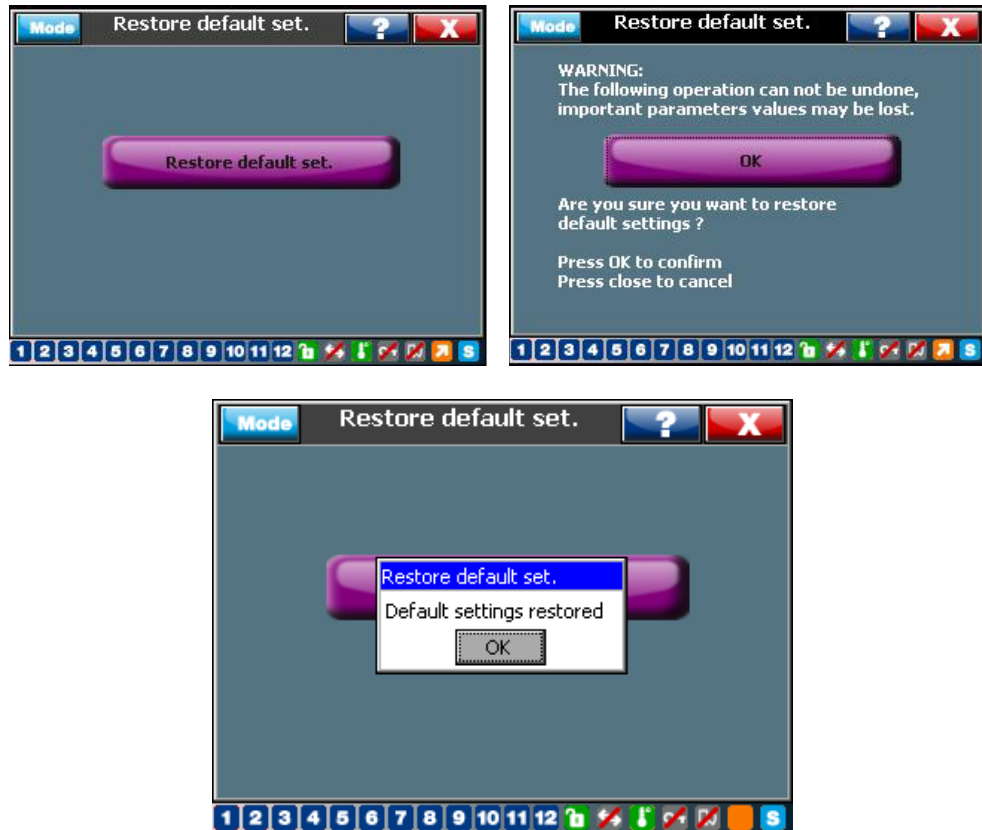 Mode Restore default set. ? X
Restore default set.
1 2 3 4 5 6 7 8 9 10 11 12 S
Mode Restore default set. ? X
WARNING:
The following operation can not be undone,
important parameters values may be lost.
OK
Are you sure you want to restore
default settings ?
Press OK to confirm
Press close to cancel
1 2 3 4 5 6 7 8 9 10 11 12 S
Mode Restore default set. ? X
Restore default set.
Default settings restored
OK
1 2 3 4 5 6 7 8 9 10 11 12 S